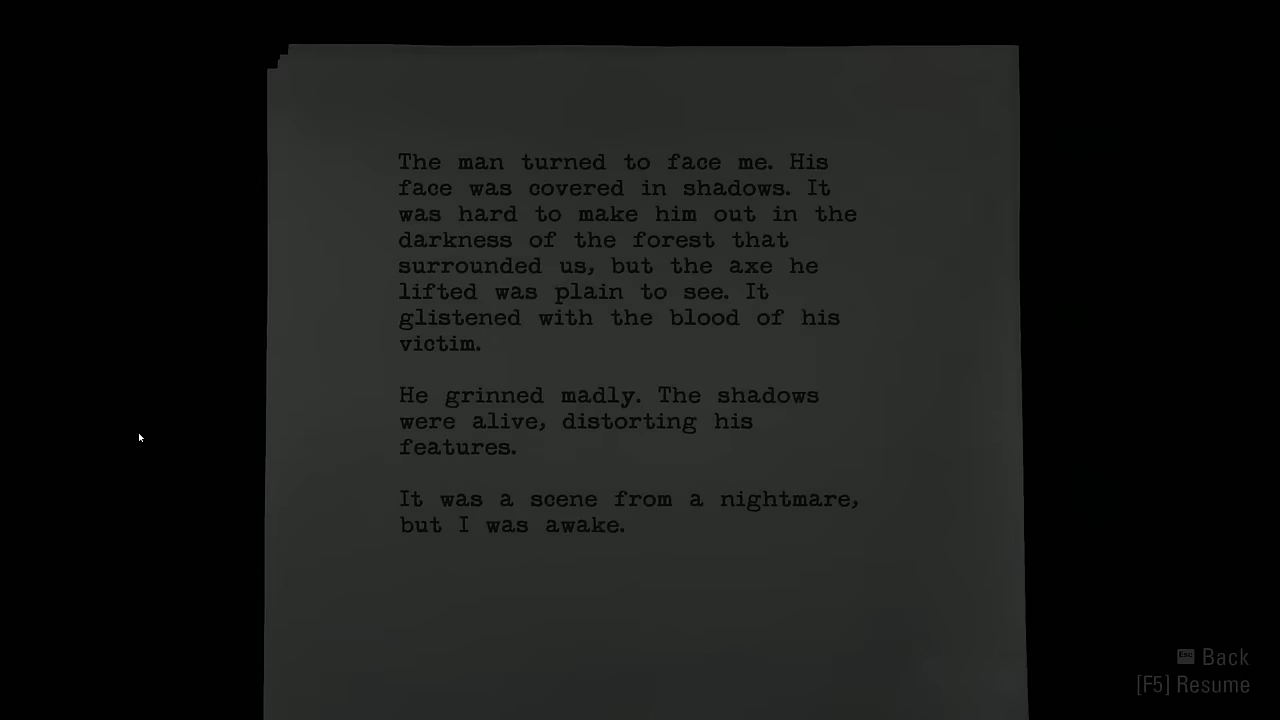 The man turned to face me. His
face was covered in shadows. It
was hard to make him out in the
darkness of the forest that
surrounded us, but the axe he
lifted was plain to see. It
glistened with the blood of his
victim.
He grinned madly. The shadows
were alive, distorting his
features.
It was a scene from a nightmare,
but I was awake.
Esc Back
[F5] Resume